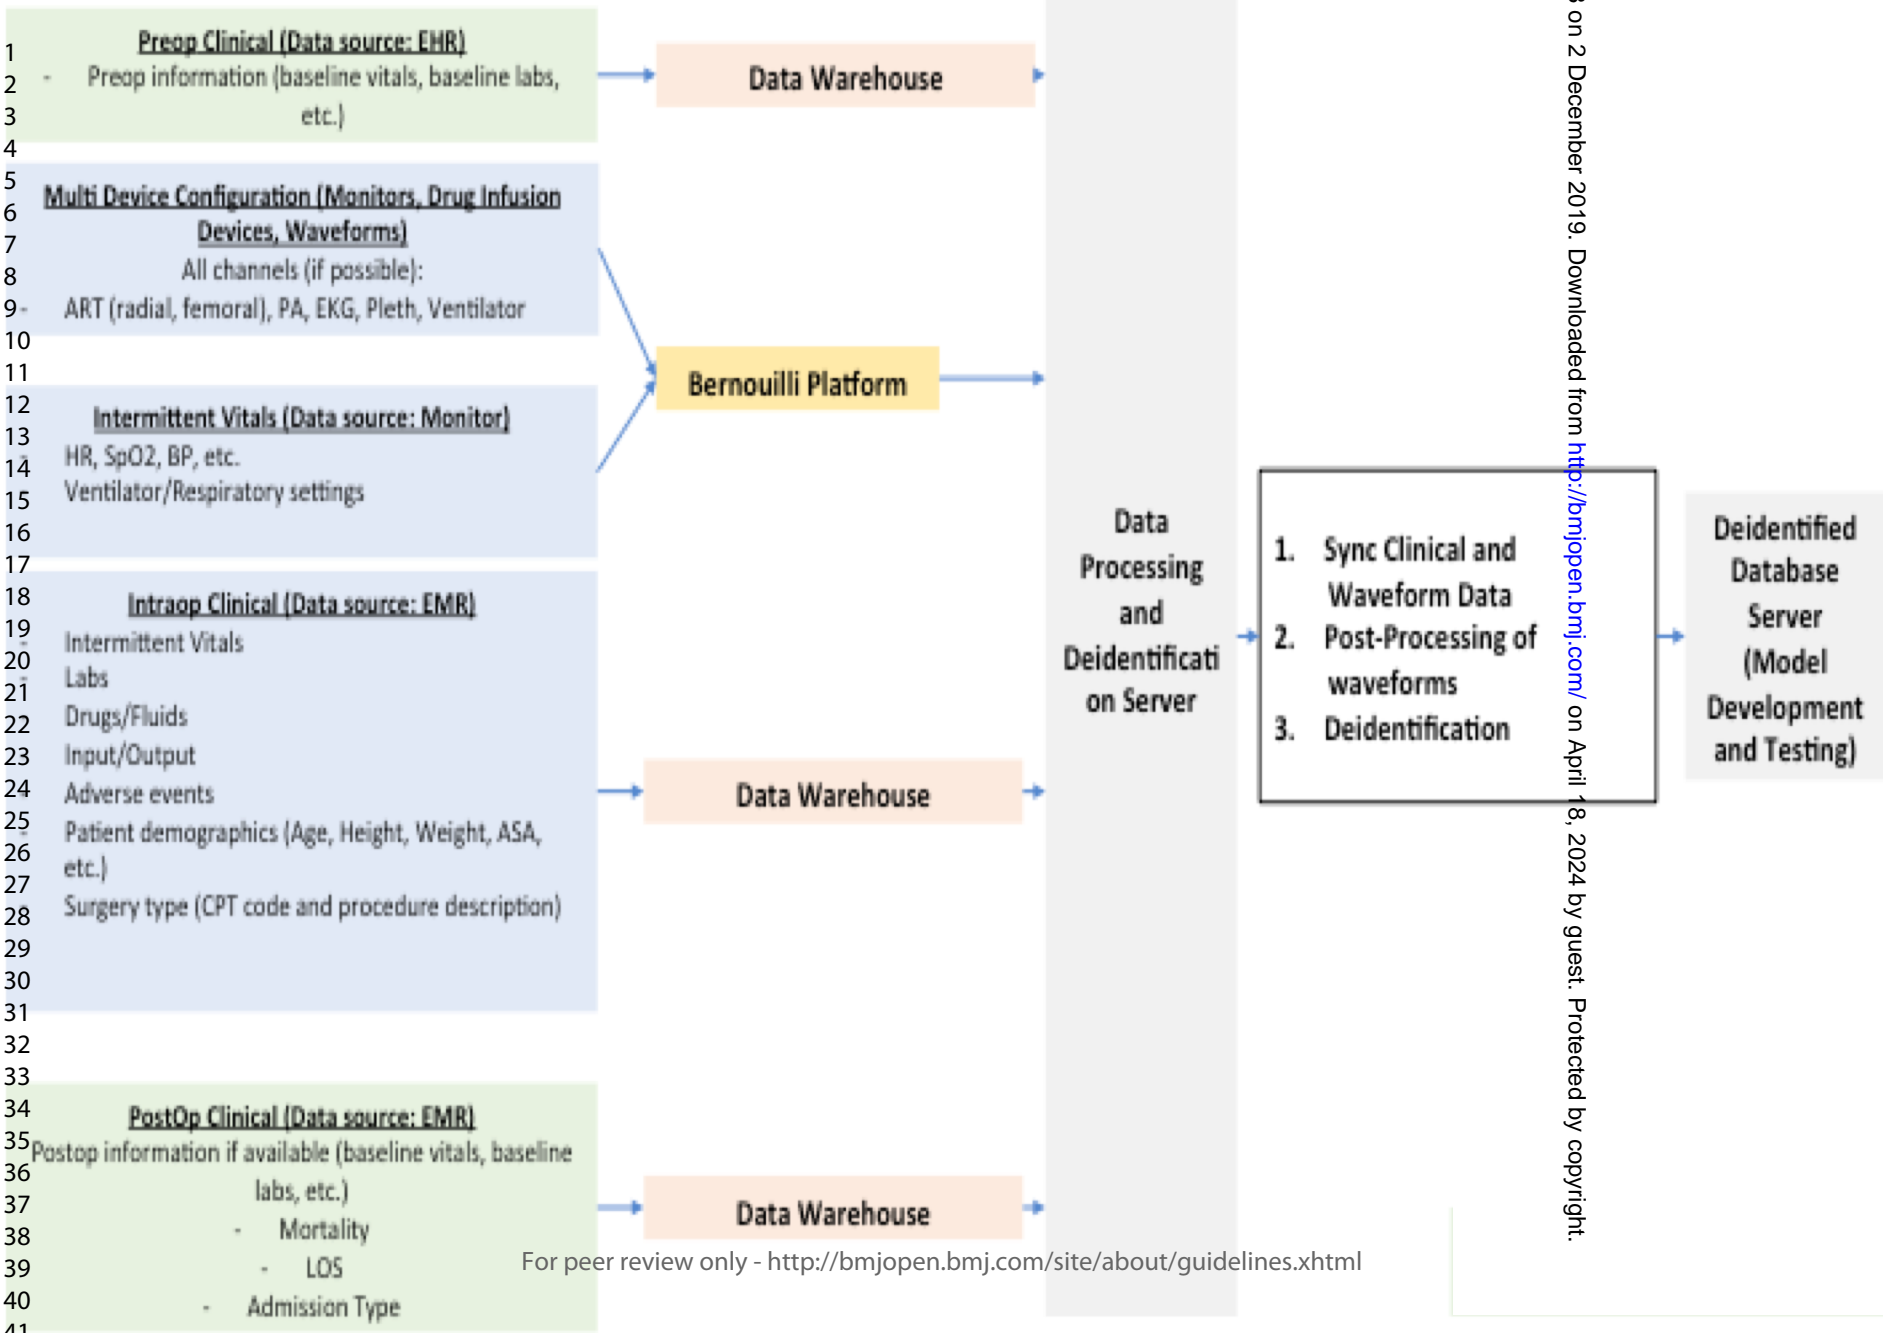 Preop Clinical (Data source: EHR)
- Preop information (baseline vitals, baseline labs,
etc.)
Data Warehouse
Multi Device Configuration (Monitors, Drug Infusion
Devices, Waveforms)
All channels (if possible):
- ART (radial, femoral), PA, EKG, Pleth, Ventilator
Bernouilli Platform
Intermittent Vitals (Data source: Monitor)
- HR, SpO2, BP, etc.
Ventilator/Respiratory settings
Intraop Clinical (Data source: EMR)
- Intermittent Vitals
- Labs
Drugs/Fluids
Input/Output
- Adverse events
- Patient demographics (Age, Height, Weight, ASA,
etc.)
- Surgery type (CPT code and procedure description)
Data Warehouse
PostOp Clinical (Data source: EMR)
Postop information if available (baseline vitals, baseline
labs, etc.)
- Mortality
- LOS
- Admission Type
Data Warehouse
Data
Processing
and
Deidentificati
on Server
1. Sync Clinical and
Waveform Data
2. Post-Processing of
waveforms
3. Deidentification
Deidentified
Database
Server
(Model
Development
and Testing)
1
2
3
4
5
6
7
8
9
10
11
12
13
14
15
16
17
18
19
20
21
22
23
24
25
26
27
28
29
30
31
32
33
34
35
36
37
38
39
40
41
on 2 December 2019. Downloaded from http://bmjopen.bmj.com/ on April 18, 2024 by guest. Protected by copyright.
For peer review only - http://bmjopen.bmj.com/site/about/guidelines.xhtml